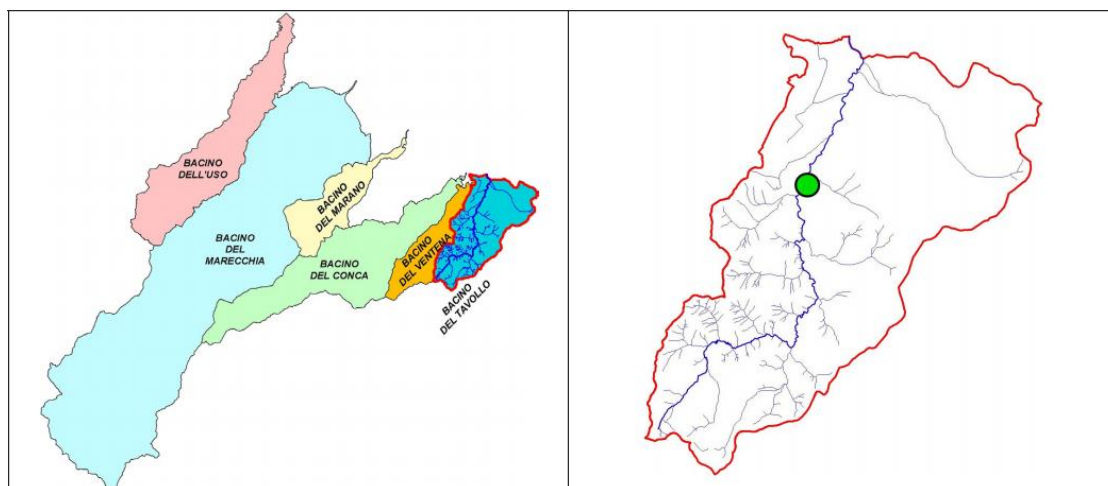 BACINO
DELL'USO
BACINO
DEL
MARECCHIA
BACINO
DEL MARANO
BACINO
DEL CONCA
BACINO
DEL VENTENA
BACINO
DEL TAVOLLO